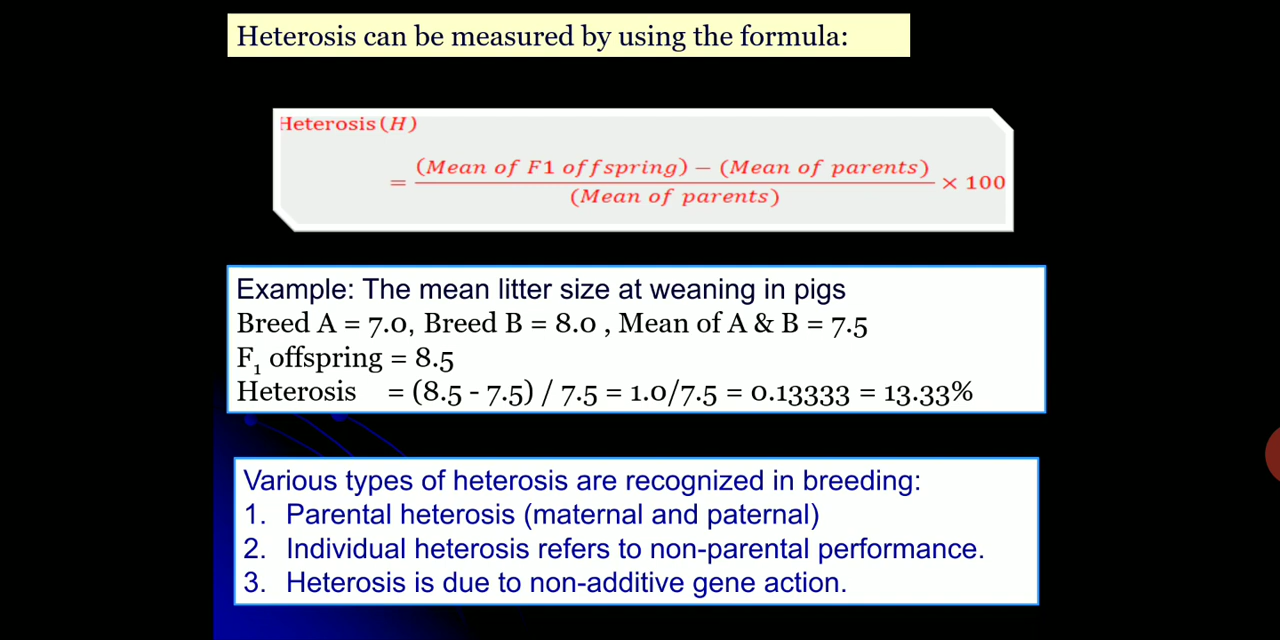 Heterosis can be measured by using the formula:
Heterosis (H)
= (Mean of F1 offspring) − (Mean of parents) / (Mean of parents) × 100
Example: The mean litter size at weaning in pigs
Breed A = 7.0, Breed B = 8.0 , Mean of A & B = 7.5
F₁ offspring = 8.5
Heterosis = (8.5 - 7.5) / 7.5 = 1.0/7.5 = 0.13333 = 13.33%
Various types of heterosis are recognized in breeding:
1. Parental heterosis (maternal and paternal)
2. Individual heterosis refers to non-parental performance.
3. Heterosis is due to non-additive gene action.